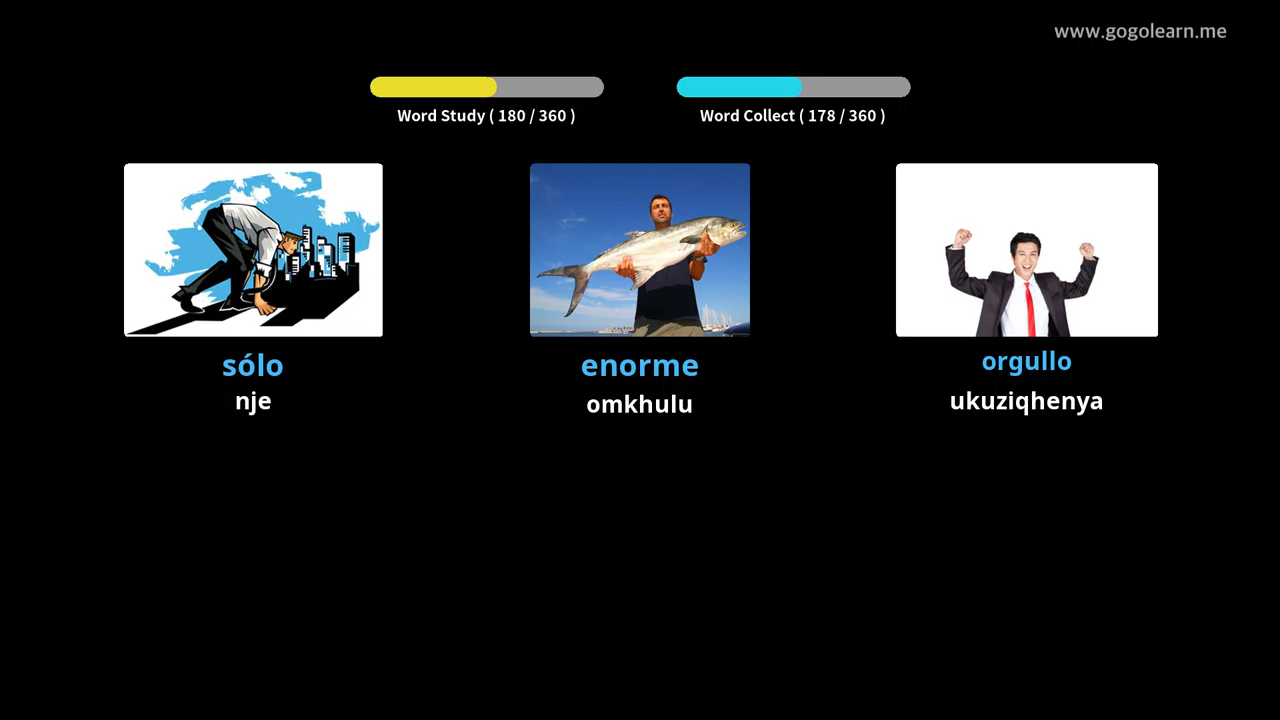 www.gogolearn.me
Word Study ( 180 / 360 )
Word Collect ( 178 / 360 )
sólo
nje
enorme
omkhulu
orgullo
ukuziqhenya